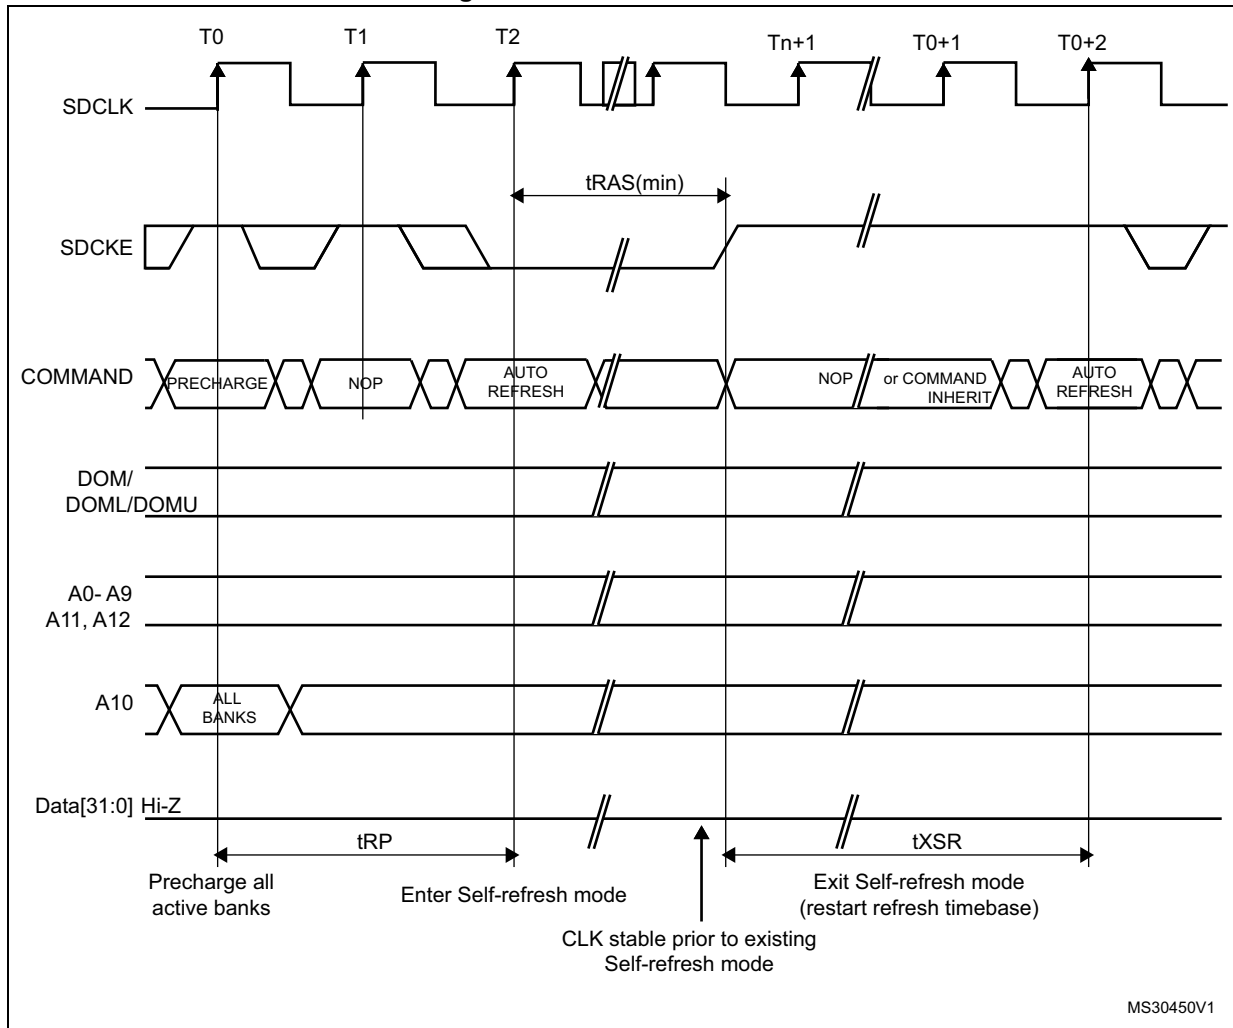 T0 T1 T2 Tn+1 T0+1 T0+2
SDCLK
tRAS(min)
SDCKE
COMMAND PRECHARGE NOP AUTO REFRESH NOP or COMMAND INHERIT AUTO REFRESH
DOM/
DOML/DOMU
A0- A9
A11, A12
A10
ALL
BANKS
Data[31:0] Hi-Z
tRP
tXSR
Precharge all
active banks
Enter Self-refresh mode
Exit Self-refresh mode
(restart refresh timebase)
CLK stable prior to existing
Self-refresh mode
MS30450V1